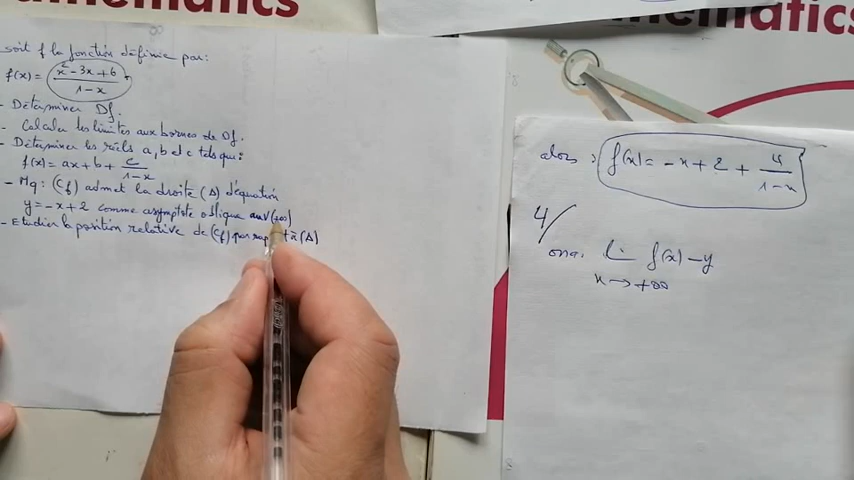 mathematics
soit f la fonction définie par:
f(x) = x² - 3x + 6 / 1 - x
- Déterminer Df.
- Calculer les limites aux bornes de Df.
- Déterminer les réels a, b et c tels que:
f(x) = ax + b + c / 1 - x
- Mq: (Cf) admet la droite (Δ) d'équation
y = -x + 2 comme asymptote oblique au V(+∞)
- Etudier la position relative de (Cf) par rapport à (Δ)
alors : f(x) = -x + 2 + 4 / 1 - x
4/
ona: lim f(x) - y
x → +∞